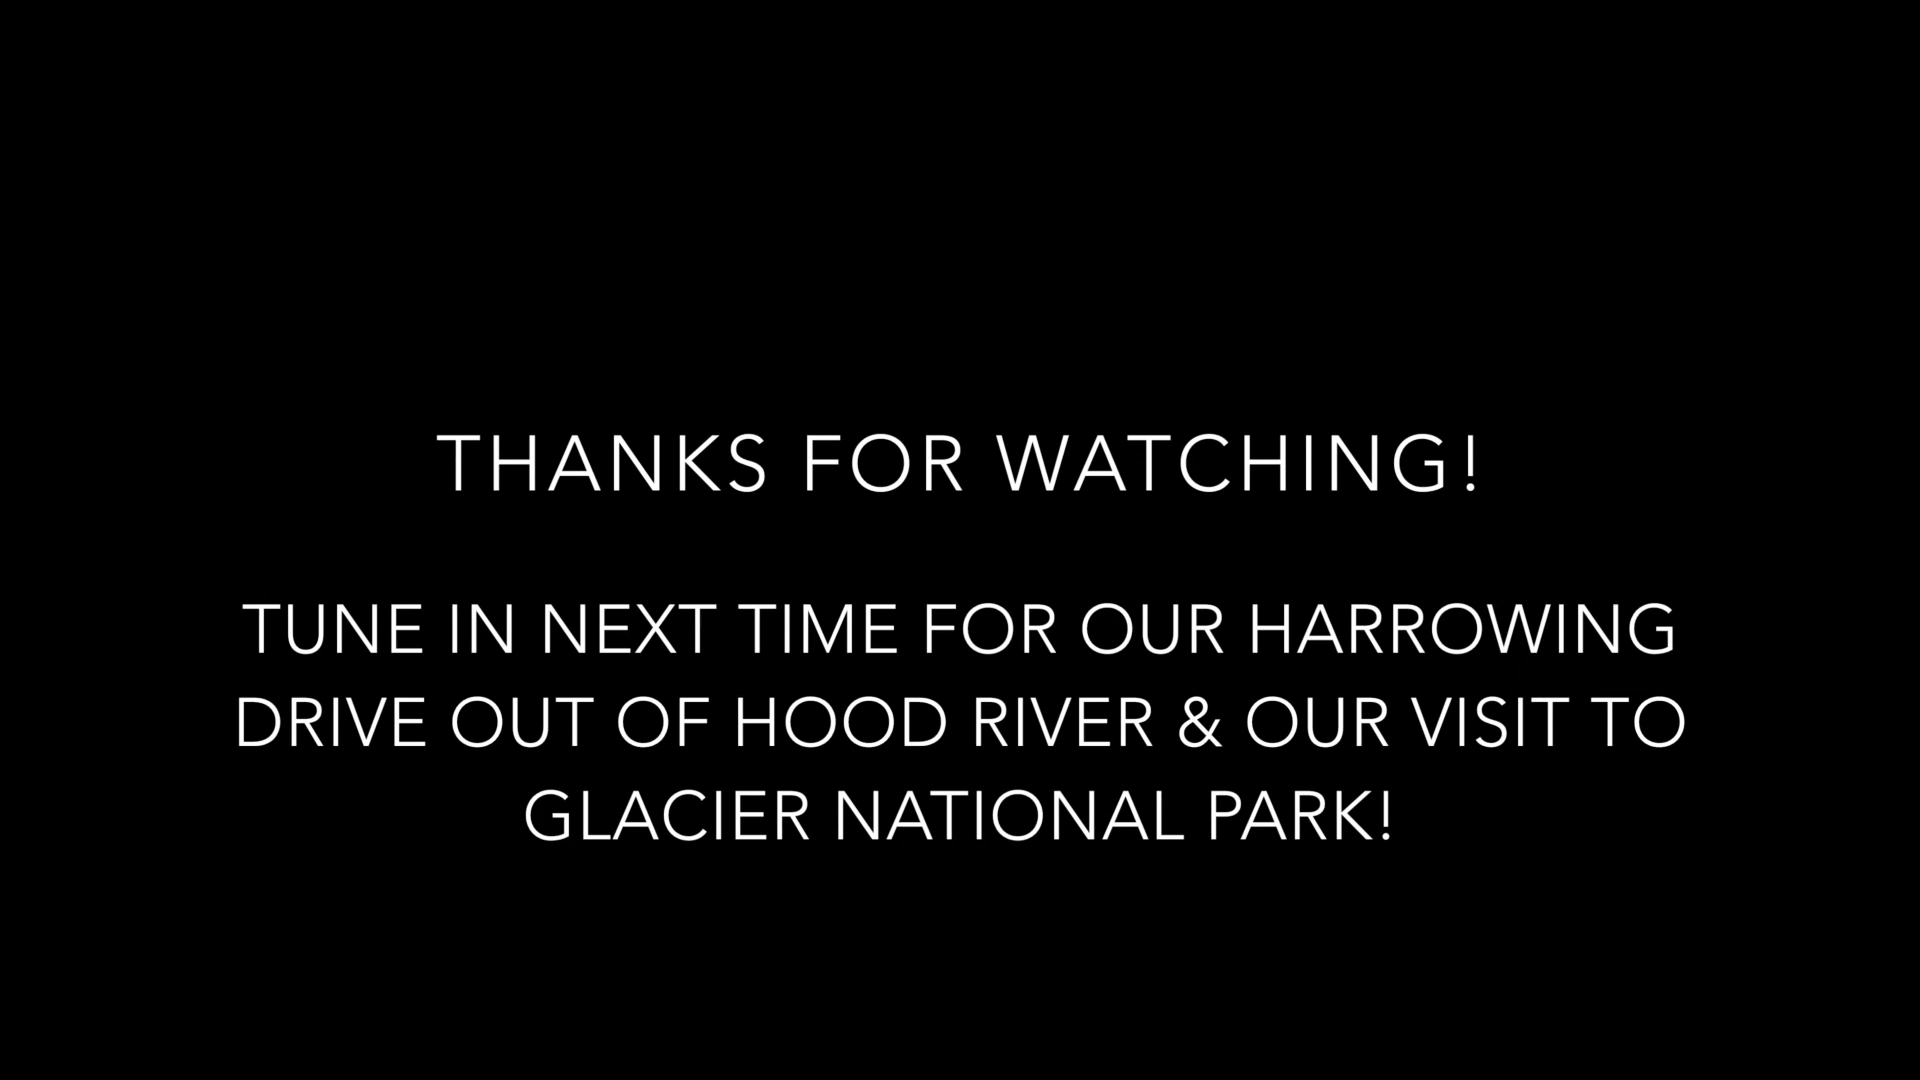 THANKS FOR WATCHING!
TUNE IN NEXT TIME FOR OUR HARROWING
DRIVE OUT OF HOOD RIVER & OUR VISIT TO
GLACIER NATIONAL PARK!